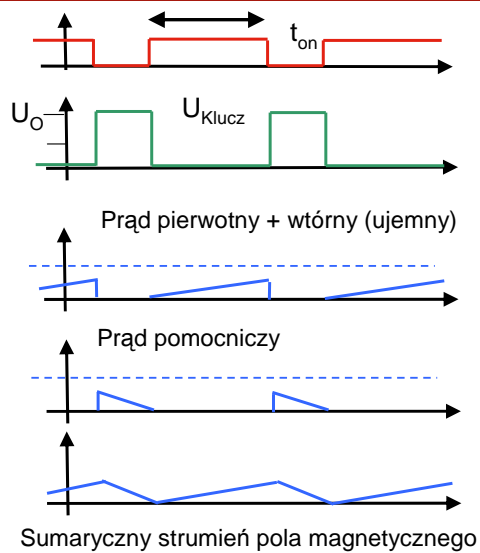 t_on
U_O
U_Klucz
Prąd pierwotny + wtórny (ujemny)
Prąd pomocniczy
Sumaryczny strumień pola magnetycznego